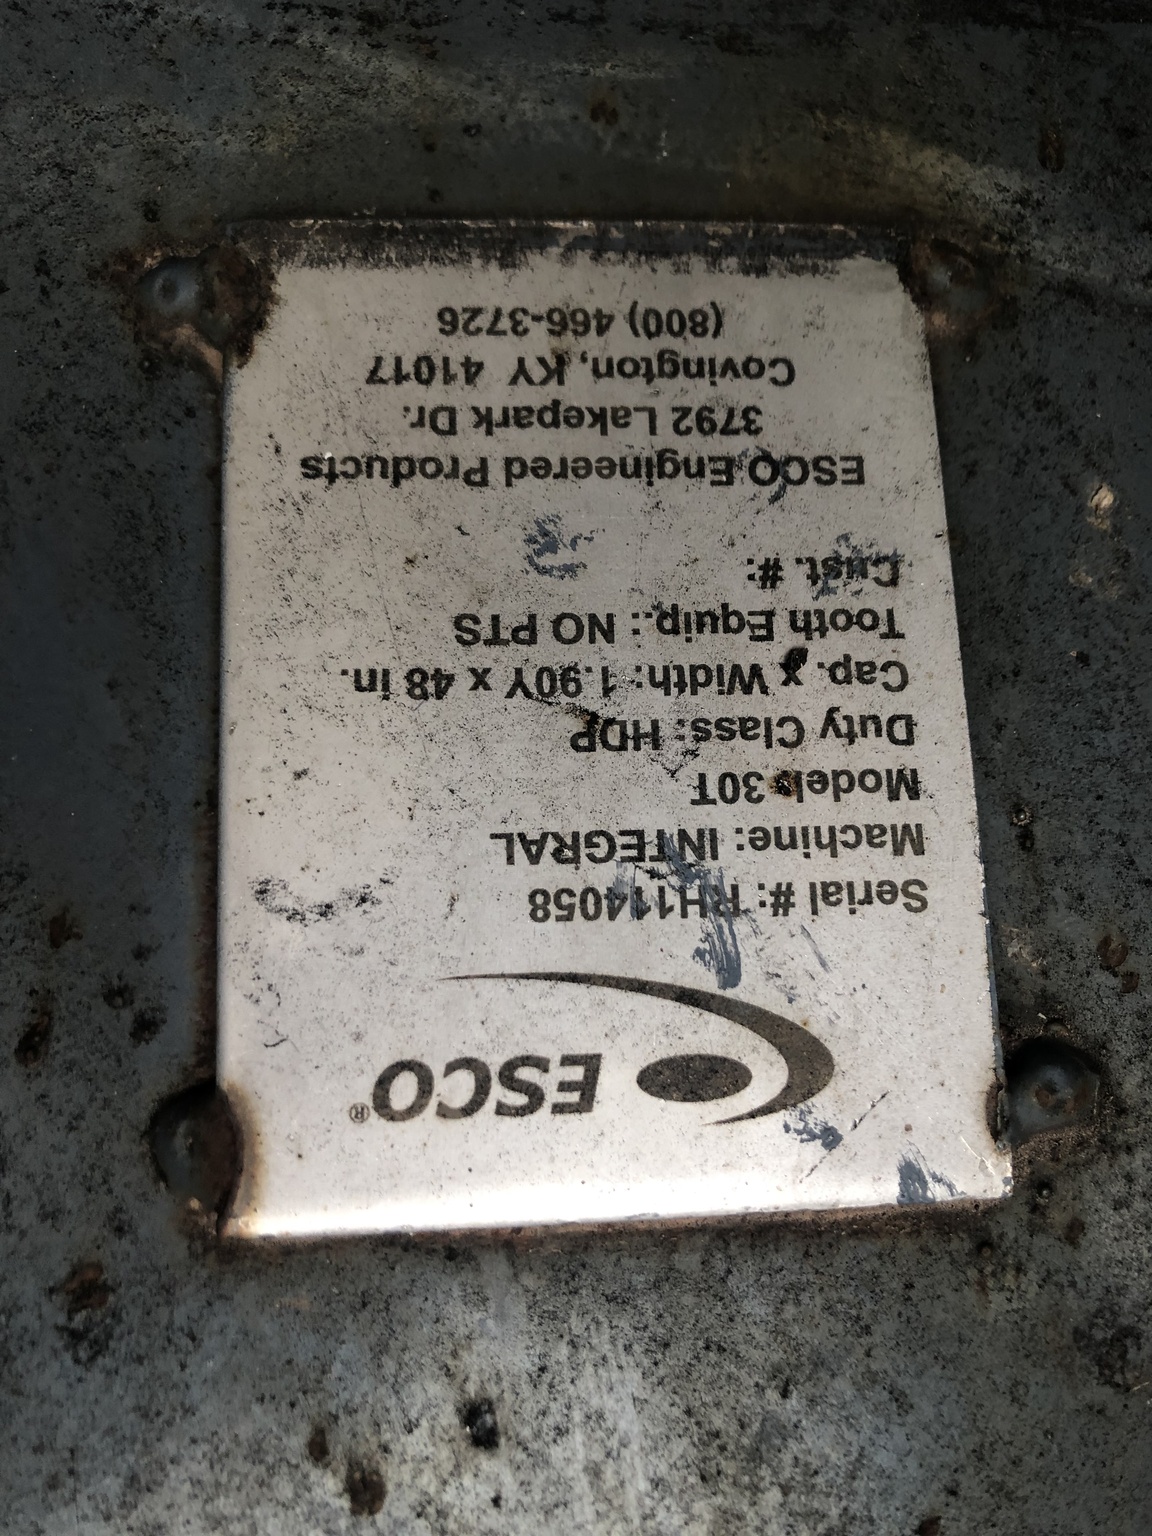 ESCO®
Serial #: RH114058
Machine: INTEGRAL
Model: 30T
Duty Class: HDP
Cap. x Width: 1.90Y x 48 in.
Tooth Equip.: NO PTS
Cust. #:
ESCO Engineered Products
3792 Lakepark Dr.
Covington, KY 41017
(800) 466-3726